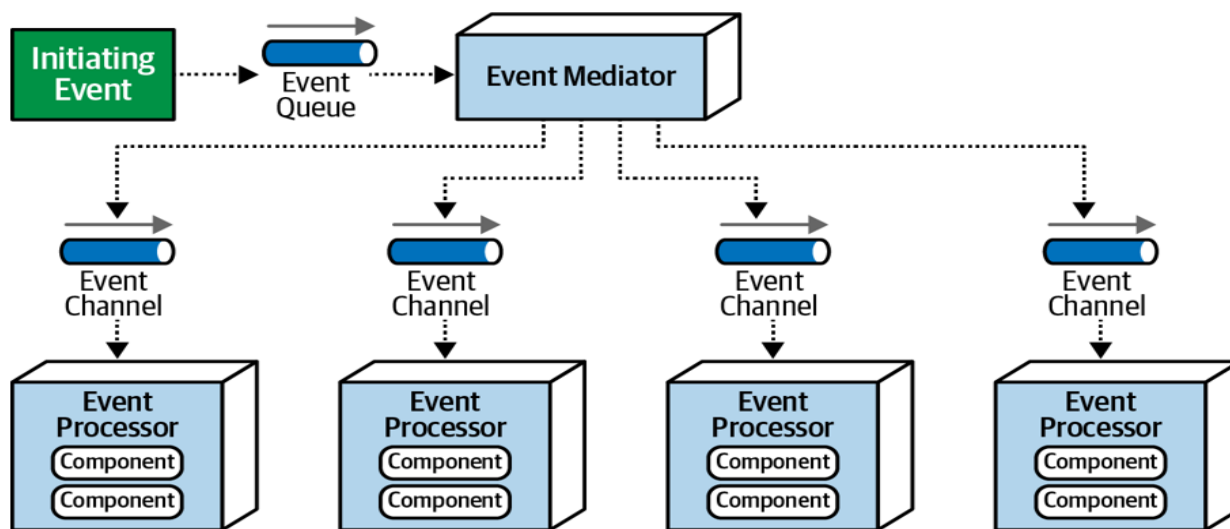 Initiating
Event
Event
Queue
Event Mediator
Event
Channel
Event
Channel
Event
Channel
Event
Channel
Event
Processor
Component
Component
Event
Processor
Component
Component
Event
Processor
Component
Component
Event
Processor
Component
Component